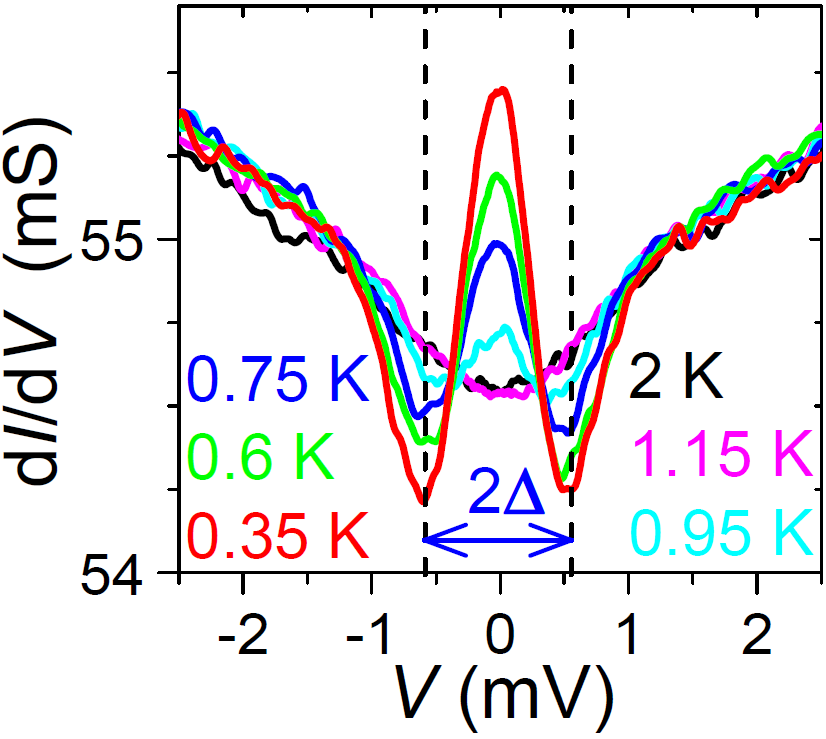 dI/dV (mS)
55
54
0.75 K
0.6 K
0.35 K
2 K
1.15 K
0.95 K
2Δ
-2 -1 0 1 2
V (mV)